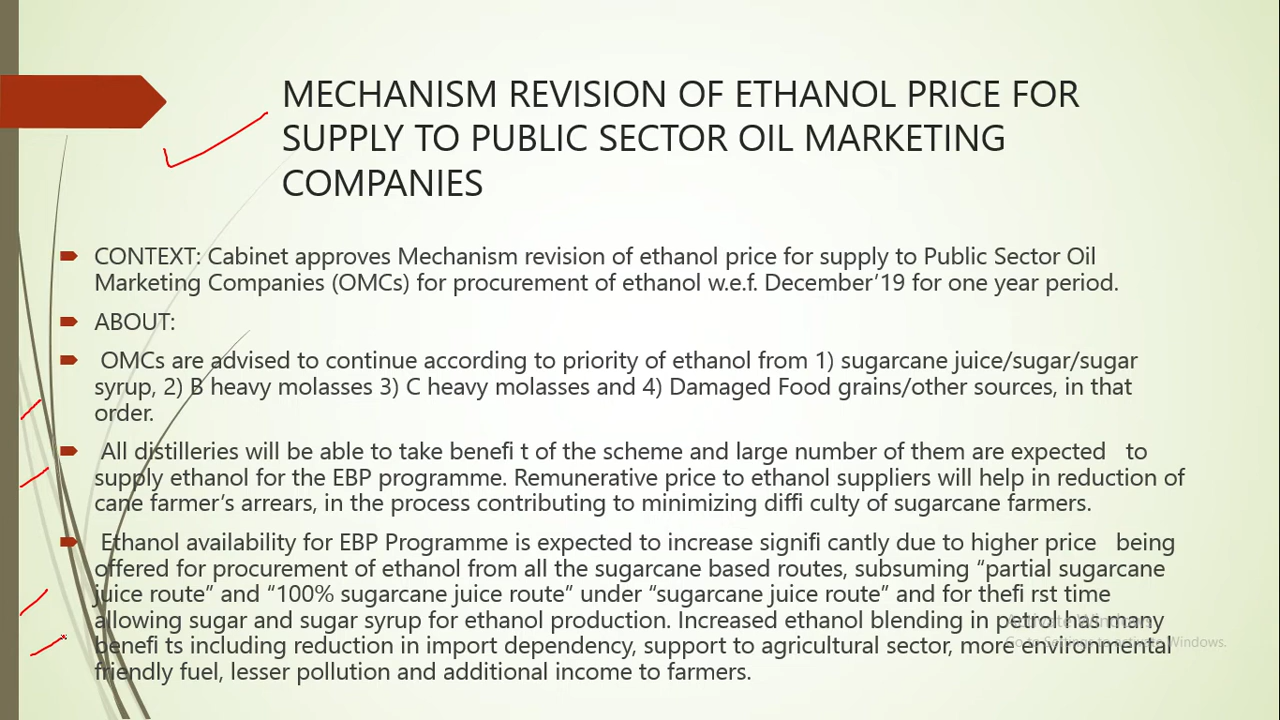 MECHANISM REVISION OF ETHANOL PRICE FOR
SUPPLY TO PUBLIC SECTOR OIL MARKETING
COMPANIES
CONTEXT: Cabinet approves Mechanism revision of ethanol price for supply to Public Sector Oil
Marketing Companies (OMCs) for procurement of ethanol w.e.f. December’19 for one year period.
ABOUT:
OMCs are advised to continue according to priority of ethanol from 1) sugarcane juice/sugar/sugar
syrup, 2) B heavy molasses 3) C heavy molasses and 4) Damaged Food grains/other sources, in that
order.
All distilleries will be able to take benefi t of the scheme and large number of them are expected to
supply ethanol for the EBP programme. Remunerative price to ethanol suppliers will help in reduction of
cane farmer’s arrears, in the process contributing to minimizing diffi culty of sugarcane farmers.
Ethanol availability for EBP Programme is expected to increase signifi cantly due to higher price being
offered for procurement of ethanol from all the sugarcane based routes, subsuming “partial sugarcane
juice route” and “100% sugarcane juice route” under “sugarcane juice route” and for thefi rst time
allowing sugar and sugar syrup for ethanol production. Increased ethanol blending in petrol has many
benefi ts including reduction in import dependency, support to agricultural sector, more environmental
friendly fuel, lesser pollution and additional income to farmers.
Activate Windows
Go to Settings to activate Windows.